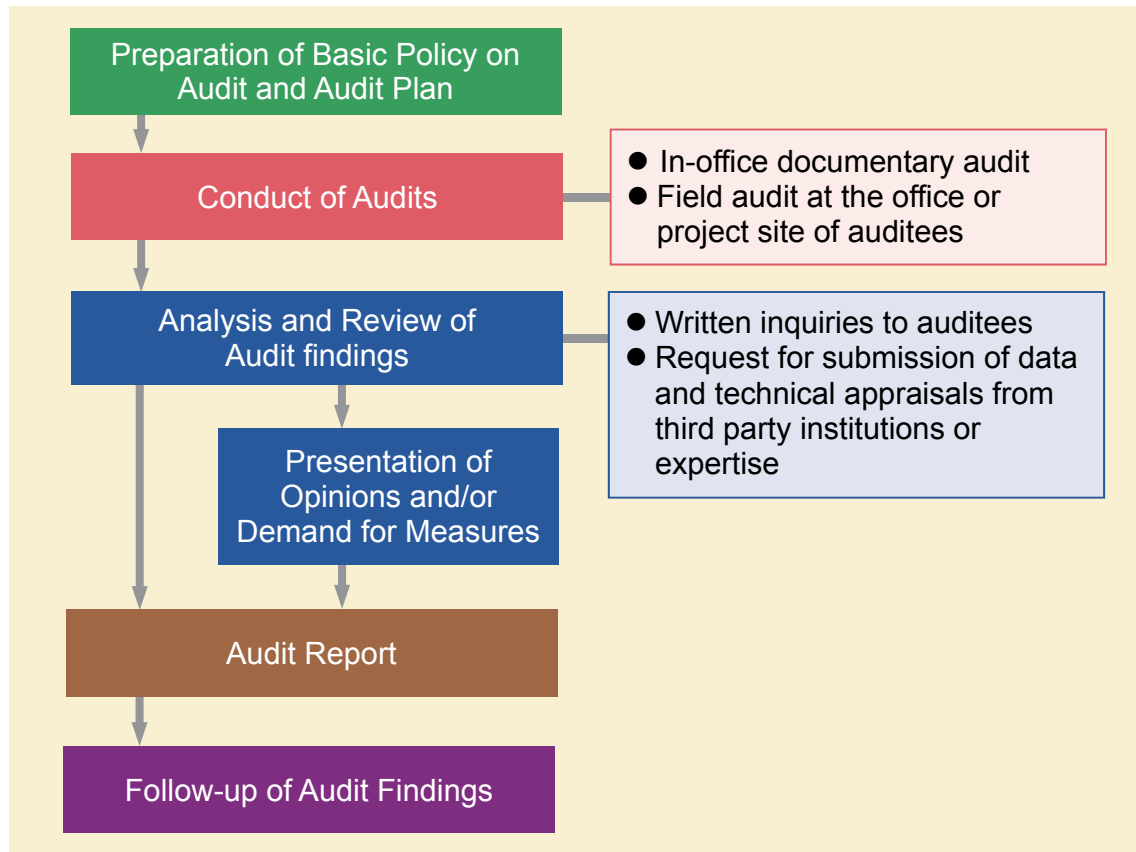 Preparation of Basic Policy on
Audit and Audit Plan
Conduct of Audits
● In-office documentary audit
● Field audit at the office or
project site of auditees
Analysis and Review of
Audit findings
● Written inquiries to auditees
● Request for submission of data
and technical appraisals from
third party institutions or
expertise
Presentation of
Opinions and/or
Demand for Measures
Audit Report
Follow-up of Audit Findings